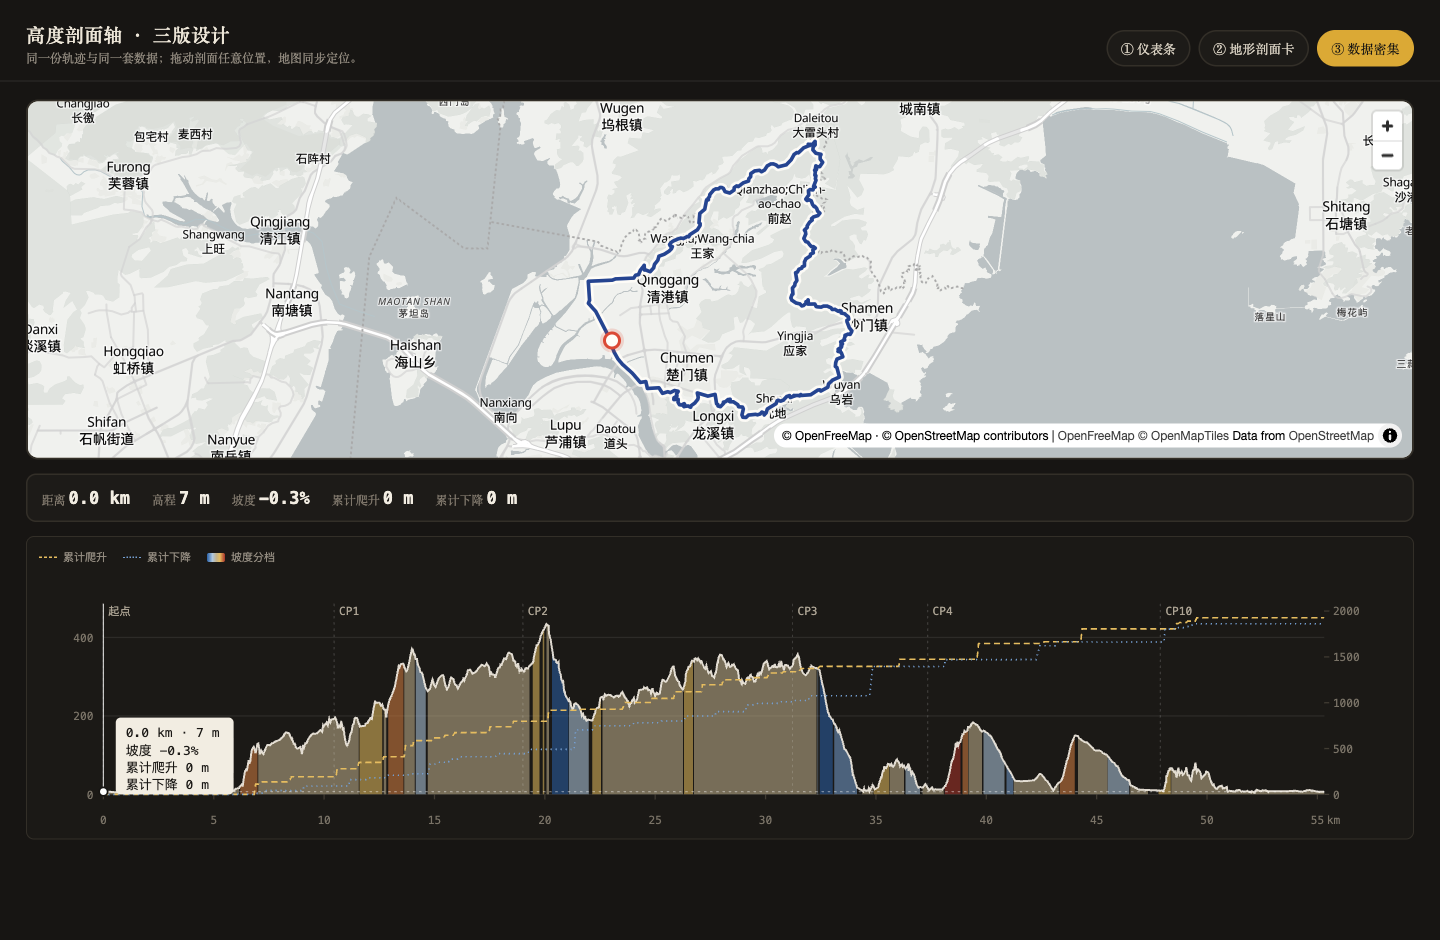 高度剖面轴 · 三版设计
同一份轨迹与同一套数据；拖动剖面任意位置，地图同步定位。
① 仪表条
② 地形剖面卡
③ 数据密集
Changjiao
长徼
包宅村
麦西村
Furong
芙蓉镇
石阵村
西门岛
Wugen
坞根镇
Daleitou
大雷头村
城南镇
Shangwang
上旺
Qingjiang
清江镇
ao-chao
前赵
王家
Shitang
石塘镇
Nantang
南塘镇
MAOTAN SHAN
茅坦岛
Qinggang
清港镇
Shamen
沙门镇
落星山
梅花屿
Hongqiao
虹桥镇
Haishan
海山乡
Chumen
楚门镇
Yingjia
应家
乌岩
Nanxiang
南向
Shifan
石帆街道
Nanyue
南岳镇
Lupu
芦浦镇
Daotou
道头
Longxi
龙溪镇
© OpenFreeMap · © OpenStreetMap contributors | OpenFreeMap © OpenMapTiles Data from OpenStreetMap
距离 0.0 km 高程 7 m 坡度 −0.3% 累计爬升 0 m 累计下降 0 m
累计爬升 累计下降 坡度分档
起点 CP1 CP2 CP3 CP4 CP10
2000
400
1500
200
1000
500
0
0
0.0 km · 7 m
坡度 −0.3%
累计爬升 0 m
累计下降 0 m
0 5 10 15 20 25 30 35 40 45 50 55 km